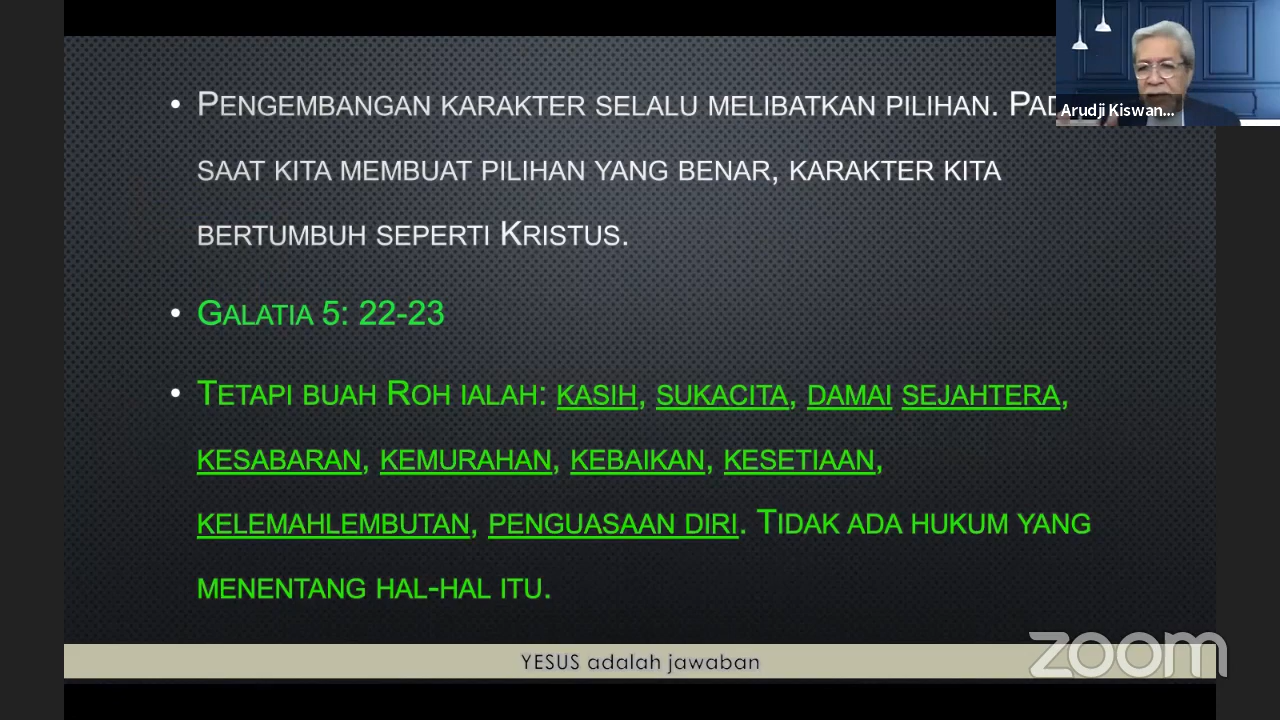 • PENGEMBANGAN KARAKTER SELALU MELIBATKAN PILIHAN.
SAAT KITA MEMBUAT PILIHAN YANG BENAR, KARAKTER KITA
BERTUMBUH SEPERTI KRISTUS.
• GALATIA 5: 22-23
• TETAPI BUAH ROH IALAH: KASIH, SUKACITA, DAMAI SEJAHTERA,
KESABARAN, KEMURAHAN, KEBAIKAN, KESETIAAN,
KELEMAHLEMBUTAN, PENGUASAAN DIRI. TIDAK ADA HUKUM YANG
MENENTANG HAL-HAL ITU.
YESUS adalah jawaban
Arudji Kiswan...
zoom